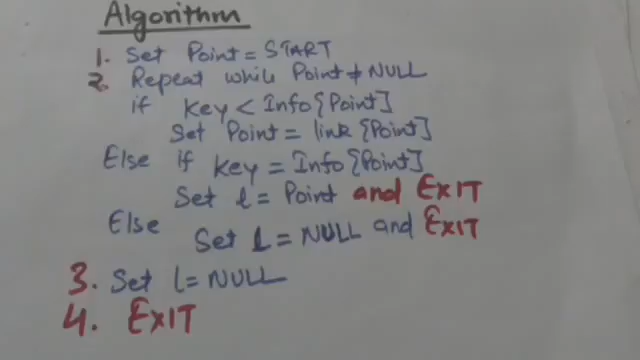 Algorithm
1. Set Point = START
2. Repeat while Point ≠ NULL
if key < Info[Point]
Set Point = link[Point]
Else if key = Info[Point]
Set l = Point and EXIT
Else
Set L = NULL and EXIT
3. Set l = NULL
4. EXIT